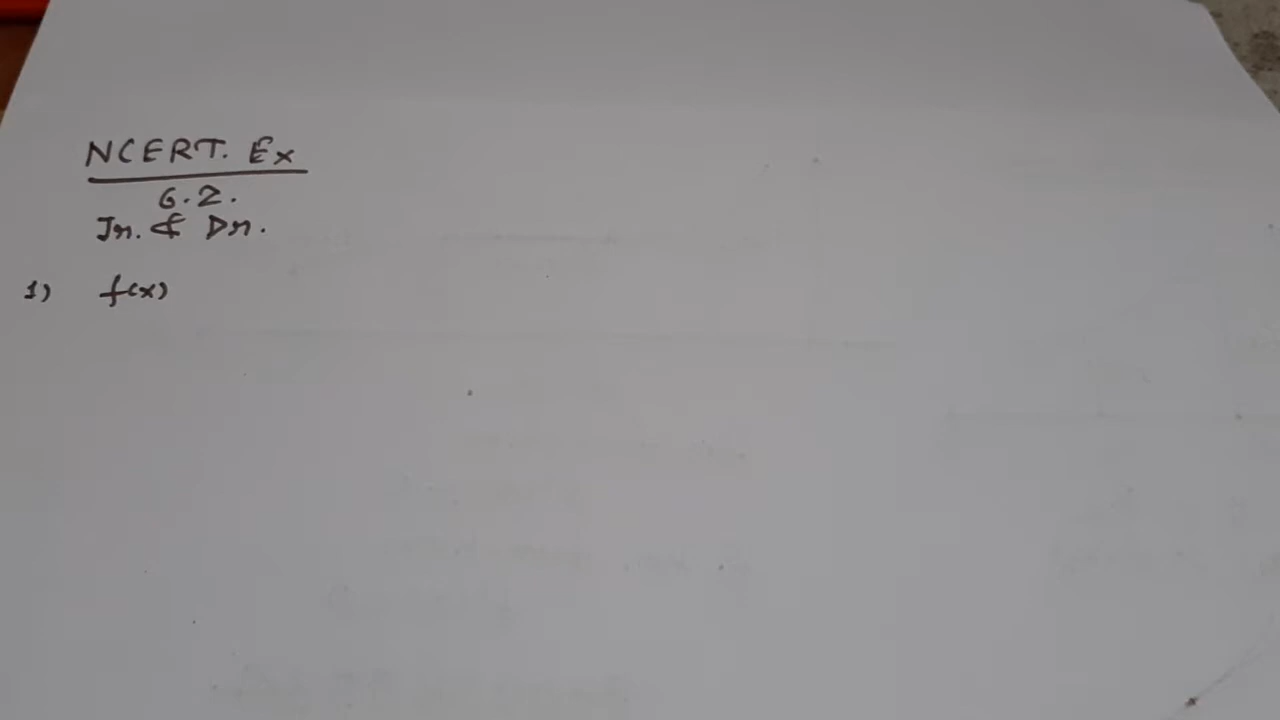 NCERT. Ex
6.2.
In. & Dn.
1) f(x)